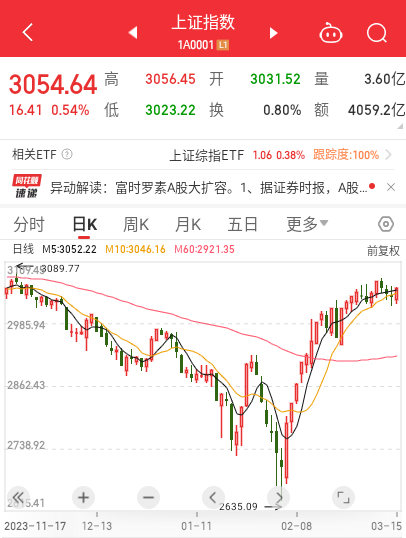 上证指数
1A0001 L1
3054.64 高 3056.45 开 3031.52 量 3.60亿
16.41 0.54% 低 3023.22 换 0.80% 额 4059.2亿
相关ETF ? 上证综指ETF 1.06 0.38% 跟踪度:100%
同花顺 速递 异动解读：富时罗素A股大扩容。1、据证券时报，A股...
分时 日K 周K 月K 五日 更多
日线 M5:3052.22 M10:3046.16 M60:2921.35 前复权
3109.45 3089.77
2985.94
2862.43
2738.92
2615.41
2635.09
2023-11-17 12-13 01-11 02-08 03-15